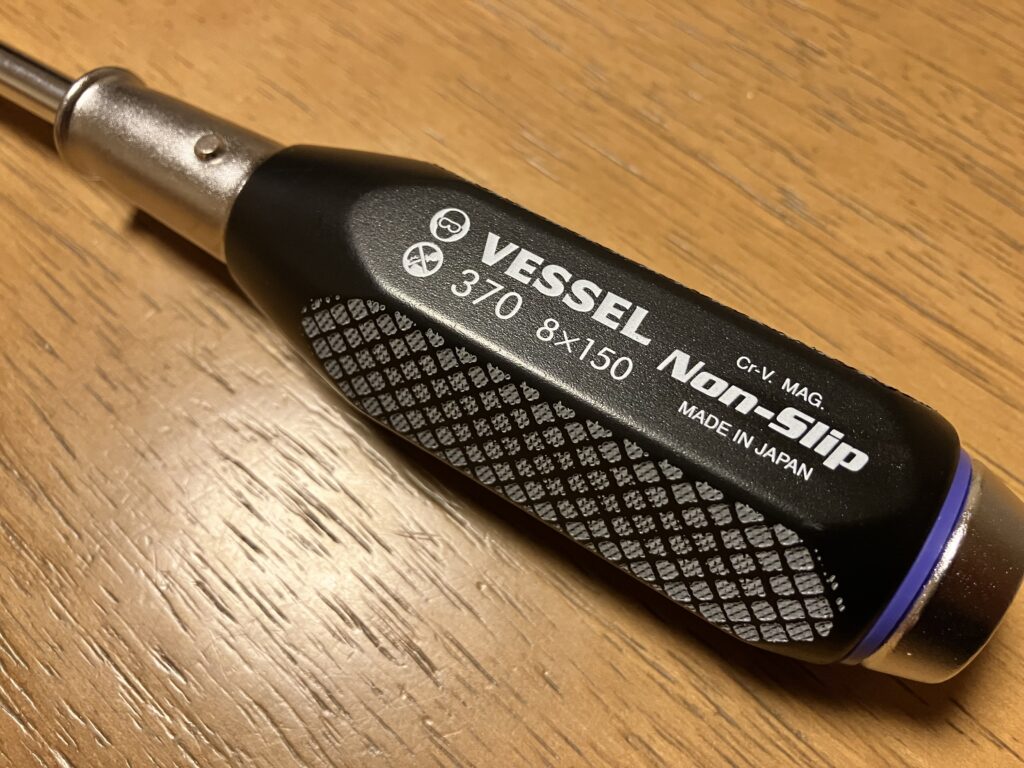 VESSEL
370 8×150
Cr-V. MAG.
Non-Slip
MADE IN JAPAN